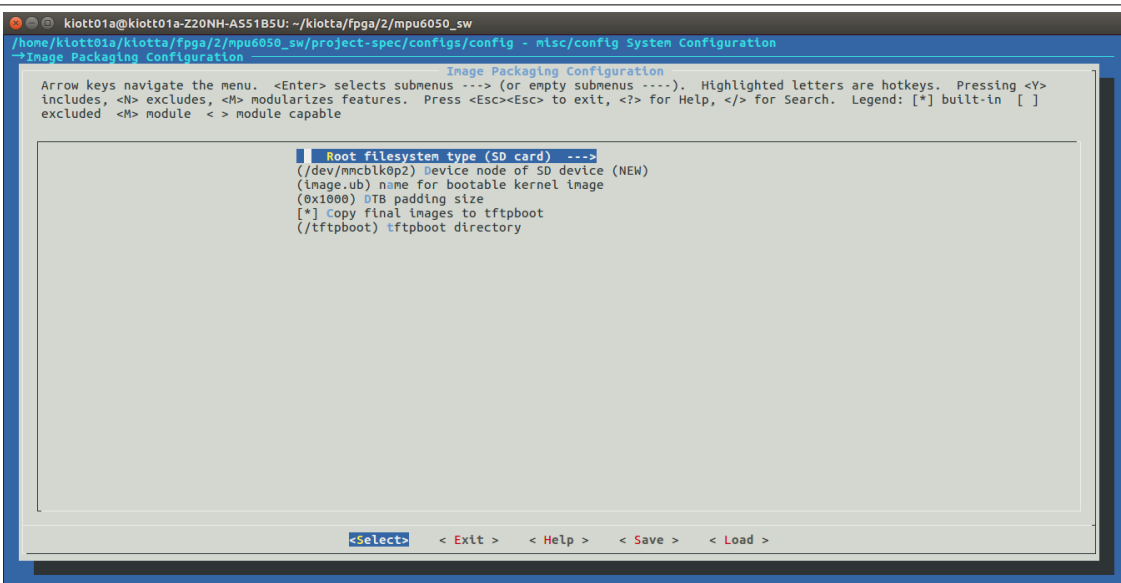 kiott01a@kiott01a-Z20NH-AS51B5U: ~/kiotta/fpga/2/mpu6050_sw
/home/kiott01a/kiotta/fpga/2/mpu6050_sw/project-spec/configs/config - misc/config System Configuration
→Image Packaging Configuration
Image Packaging Configuration
Arrow keys navigate the menu.  <Enter> selects submenus ---> (or empty submenus ----).  Highlighted letters are hotkeys.  Pressing <Y>
includes, <N> excludes, <M> modularizes features.  Press <Esc><Esc> to exit, <?> for Help, </> for Search.  Legend: [*] built-in  [ ]
excluded  <M> module  < > module capable
Root filesystem type (SD card)  --->
(/dev/mmcblk0p2) Device node of SD device (NEW)
(image.ub) name for bootable kernel image
(0x1000) DTB padding size
[*] Copy final images to tftpboot
(/tftpboot) tftpboot directory
<Select>    < Exit >    < Help >    < Save >    < Load >